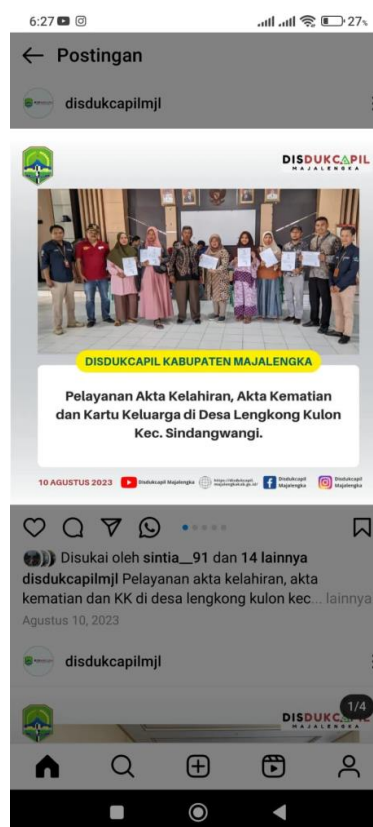 6:27
27%
Postingan
disdukcapilmjl
DISDUKCAPIL
MAJALENGKA
DISDUKCAPIL KABUPATEN MAJALENGKA
Pelayanan Akta Kelahiran, Akta Kematian
dan Kartu Keluarga di Desa Lengkong Kulon
Kec. Sindangwangi.
10 AGUSTUS 2023
Disdukcapil Majalengka
Disdukcapil
Majalengka
Disdukcapil
Majalengka
Disukai oleh sintia__91 dan 14 lainnya
disdukcapilmjl Pelayanan akta kelahiran, akta
kematian dan KK di desa lengkong kulon kec... lainnya
Agustus 10, 2023
disdukcapilmjl
1/4
MAJALENGKA